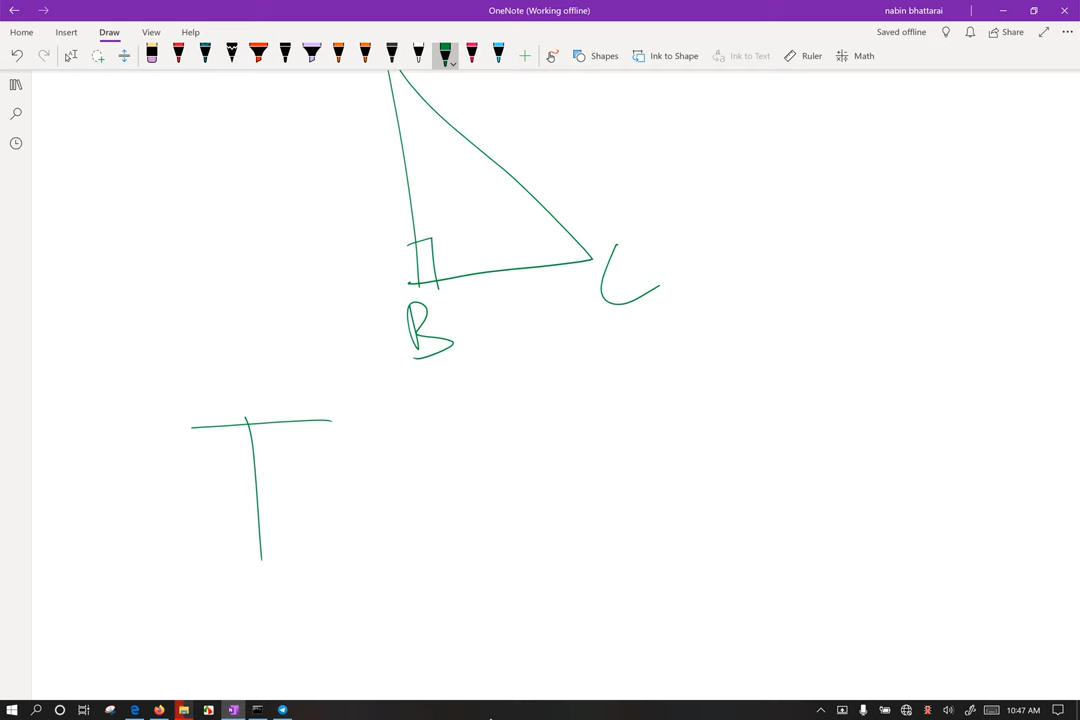 OneNote (Working offline)
nabin bhattarai
Home Insert Draw View Help
Saved offline Share
Shapes Ink to Shape Ink to Text Ruler Math
C
B
T
10:47 AM